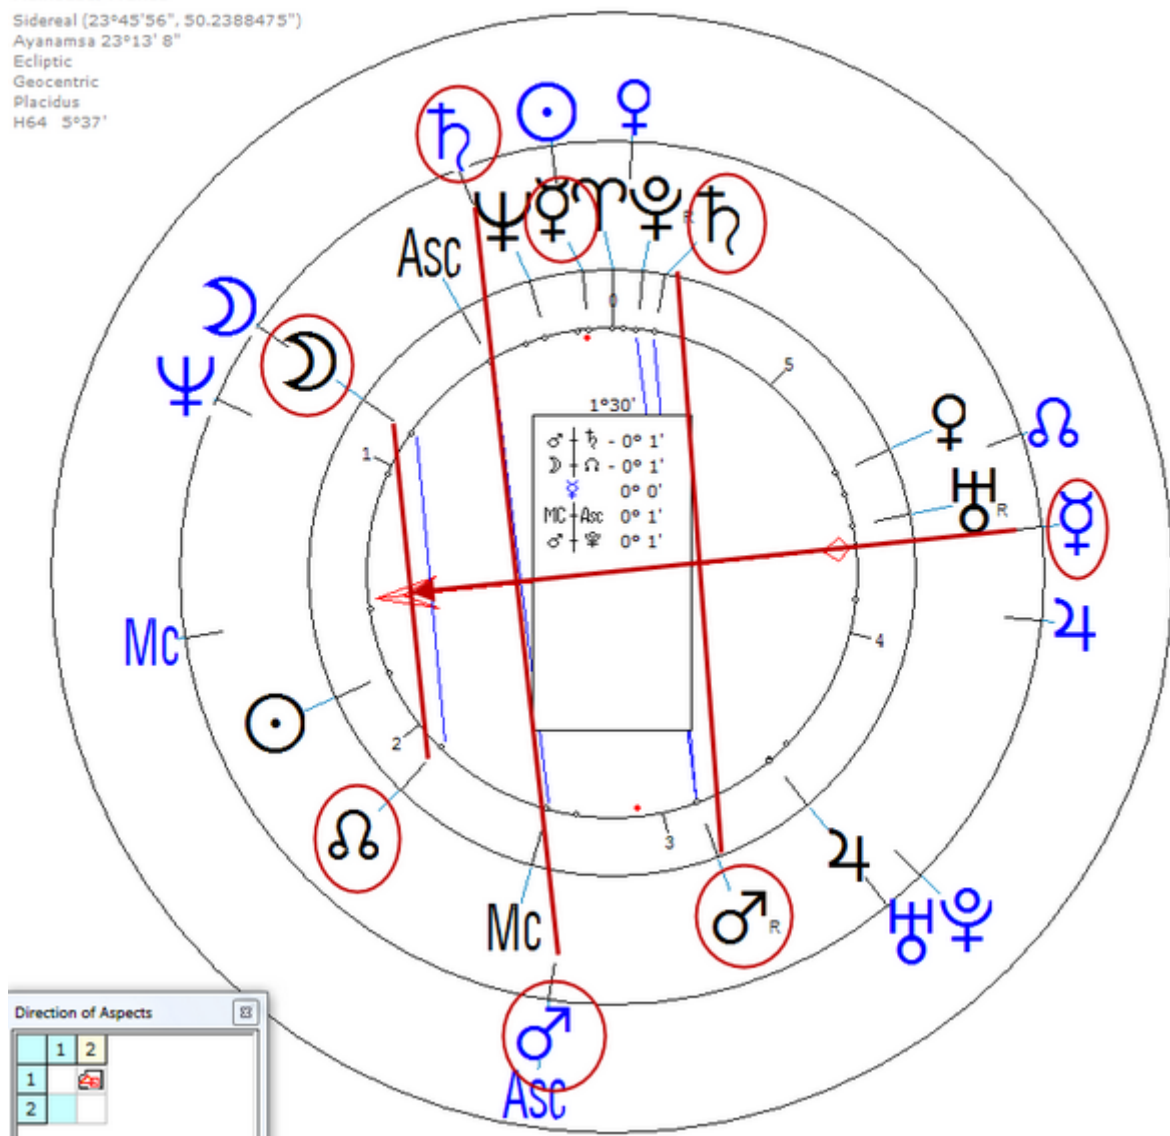 Sidereal (23°45'56", 50.2388475")
Ayanamsa 23°13' 8"
Ecliptic
Geocentric
Placidus
H64 5°37'
♄ ☉ ♀
Asc ♆ ☿ ♈ ♇ R ♄
☽ ☽
♆
0
5
1
1°30'
♂ + ♄ - 0° 1'
☽ + ☊ - 0° 1'
☿ 0° 0'
MC + Asc 0° 1'
♂ + ♇ 0° 1'
♀ ☊
♅ R ☿
Mc ♃
4
☉
2
3
☊
Mc ♂ R ♃
♅ ♇
♂
Asc
Direction of Aspects
1 2
1
2